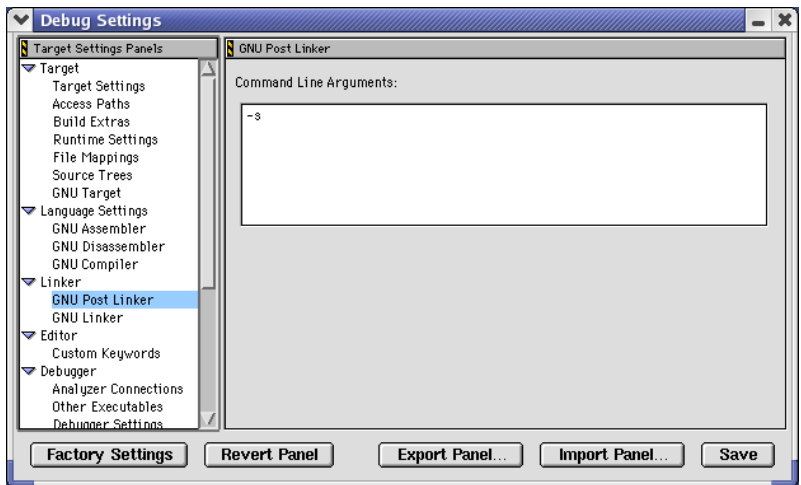 Debug Settings
Target Settings Panels
Target
Target Settings
Access Paths
Build Extras
Runtime Settings
File Mappings
Source Trees
GNU Target
Language Settings
GNU Assembler
GNU Disassembler
GNU Compiler
Linker
GNU Post Linker
GNU Linker
Editor
Custom Keywords
Debugger
Analyzer Connections
Other Executables
Debugger Settings
GNU Post Linker
Command Line Arguments:
-s
Factory Settings
Revert Panel
Export Panel...
Import Panel...
Save